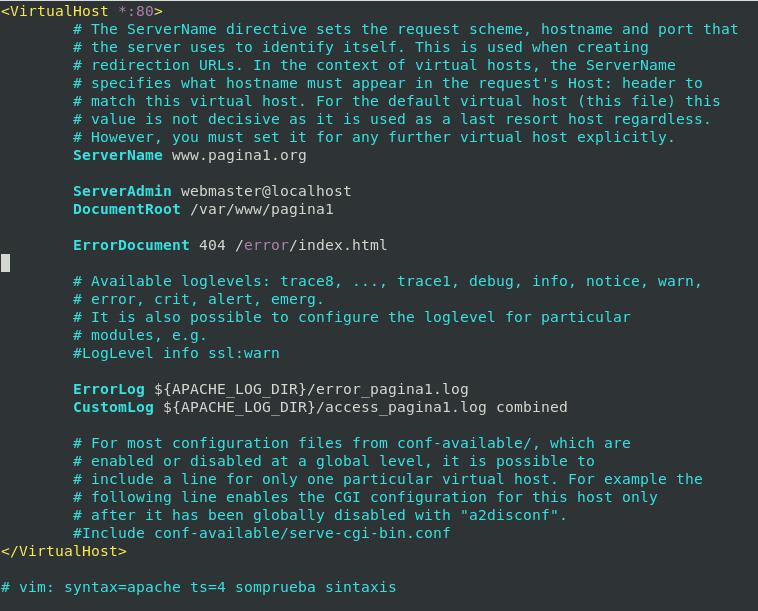 <VirtualHost *:80>
# The ServerName directive sets the request scheme, hostname and port that
# the server uses to identify itself. This is used when creating
# redirection URLs. In the context of virtual hosts, the ServerName
# specifies what hostname must appear in the request's Host: header to
# match this virtual host. For the default virtual host (this file) this
# value is not decisive as it is used as a last resort host regardless.
# However, you must set it for any further virtual host explicitly.
ServerName www.pagina1.org
ServerAdmin webmaster@localhost
DocumentRoot /var/www/pagina1
ErrorDocument 404 /error/index.html
# Available loglevels: trace8, ..., trace1, debug, info, notice, warn,
# error, crit, alert, emerg.
# It is also possible to configure the loglevel for particular
# modules, e.g.
#LogLevel info ssl:warn
ErrorLog ${APACHE_LOG_DIR}/error_pagina1.log
CustomLog ${APACHE_LOG_DIR}/access_pagina1.log combined
# For most configuration files from conf-available/, which are
# enabled or disabled at a global level, it is possible to
# include a line for only one particular virtual host. For example the
# following line enables the CGI configuration for this host only
# after it has been globally disabled with "a2disconf".
#Include conf-available/serve-cgi-bin.conf
</VirtualHost>
# vim: syntax=apache ts=4 somprueba sintaxis